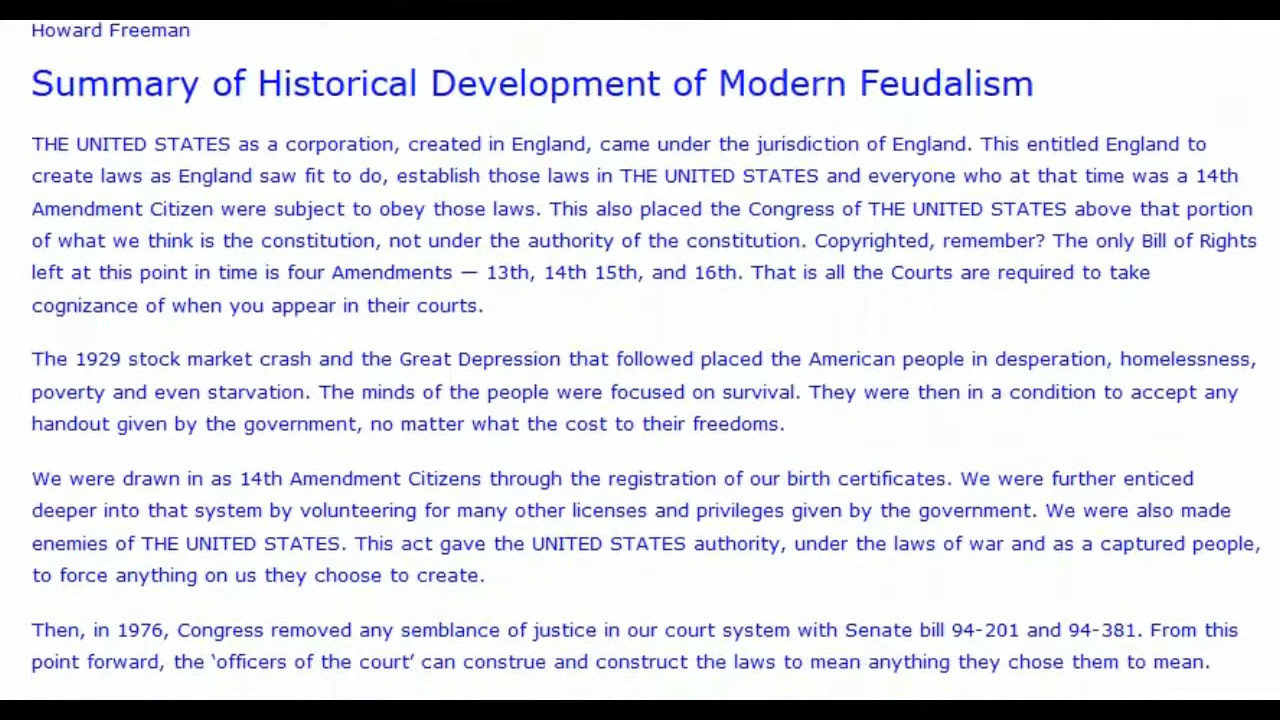 Howard Freeman
Summary of Historical Development of Modern Feudalism
THE UNITED STATES as a corporation, created in England, came under the jurisdiction of England. This entitled England to
create laws as England saw fit to do, establish those laws in THE UNITED STATES and everyone who at that time was a 14th
Amendment Citizen were subject to obey those laws. This also placed the Congress of THE UNITED STATES above that portion
of what we think is the constitution, not under the authority of the constitution. Copyrighted, remember? The only Bill of Rights
left at this point in time is four Amendments — 13th, 14th 15th, and 16th. That is all the Courts are required to take
cognizance of when you appear in their courts.
The 1929 stock market crash and the Great Depression that followed placed the American people in desperation, homelessness,
poverty and even starvation. The minds of the people were focused on survival. They were then in a condition to accept any
handout given by the government, no matter what the cost to their freedoms.
We were drawn in as 14th Amendment Citizens through the registration of our birth certificates. We were further enticed
deeper into that system by volunteering for many other licenses and privileges given by the government. We were also made
enemies of THE UNITED STATES. This act gave the UNITED STATES authority, under the laws of war and as a captured people,
to force anything on us they choose to create.
Then, in 1976, Congress removed any semblance of justice in our court system with Senate bill 94-201 and 94-381. From this
point forward, the ‘officers of the court’ can construe and construct the laws to mean anything they chose them to mean.